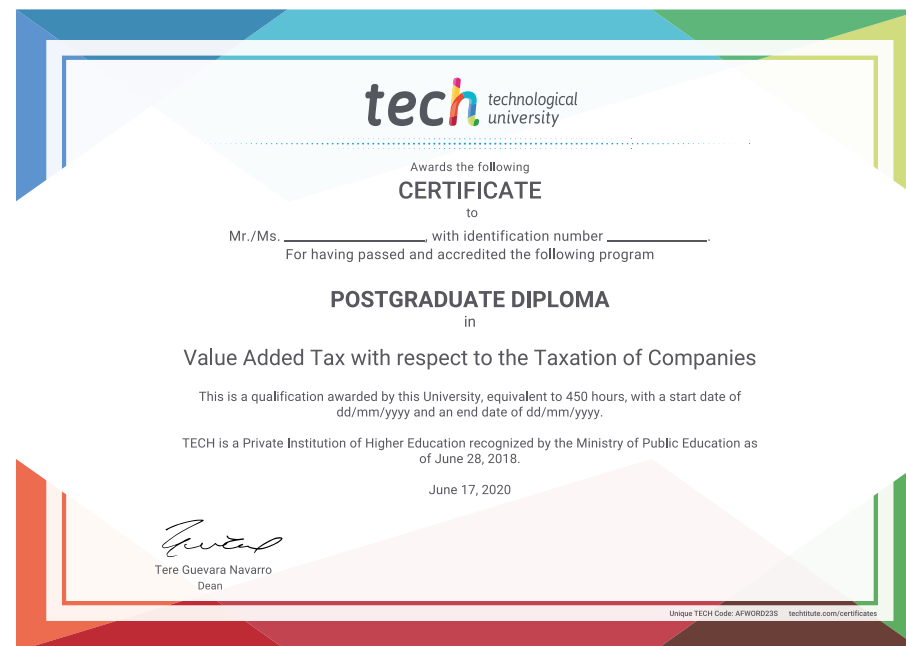 tech technological
university
Awards the following
CERTIFICATE
to
Mr./Ms. ____________________, with identification number ______________.
For having passed and accredited the following program
POSTGRADUATE DIPLOMA
in
Value Added Tax with respect to the Taxation of Companies
This is a qualification awarded by this University, equivalent to 450 hours, with a start date of
dd/mm/yyyy and an end date of dd/mm/yyyy.
TECH is a Private Institution of Higher Education recognized by the Ministry of Public Education as
of June 28, 2018.
June 17, 2020
Tere Guevara Navarro
Dean
Unique TECH Code: AFWORD23S techtitute.com/certificates